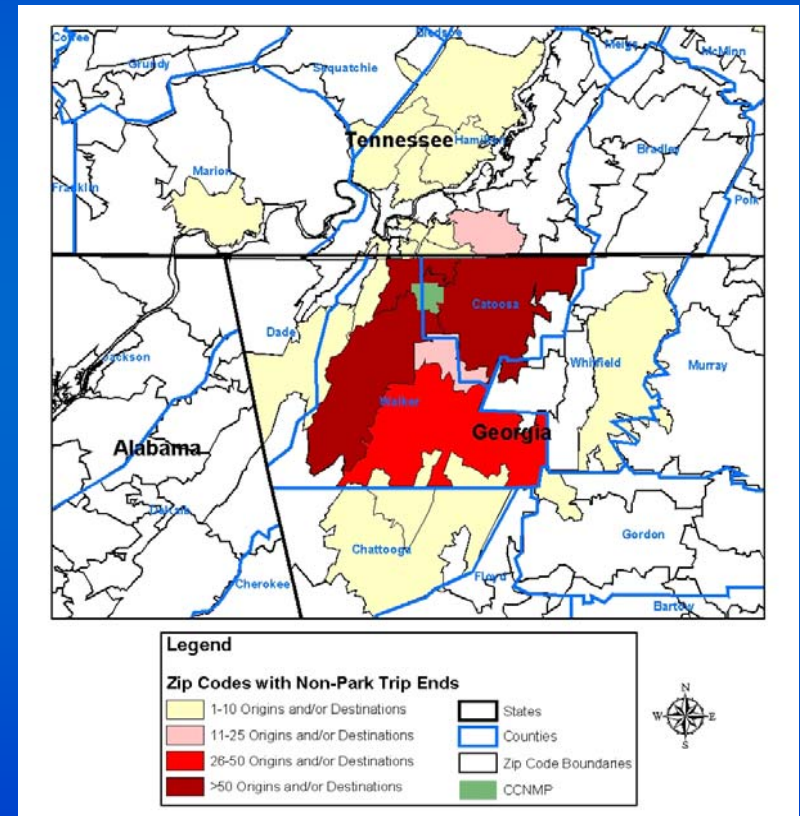 Coffee
Grundy
Bledsoe
Sequatchie
Meigs
McMinn
Tennessee
Hamilton
Bradley
Marion
Franklin
Polk
Catoosa
Dade
Jackson
Whitfield
Murray
Walker
Georgia
Alabama
DeKalb
Gordon
Chattooga
Cherokee
Floyd
Bartow
Legend
Zip Codes with Non-Park Trip Ends
1-10 Origins and/or Destinations
11-25 Origins and/or Destinations
26-50 Origins and/or Destinations
>50 Origins and/or Destinations
States
Counties
Zip Code Boundaries
CCNMP
N
W E
S